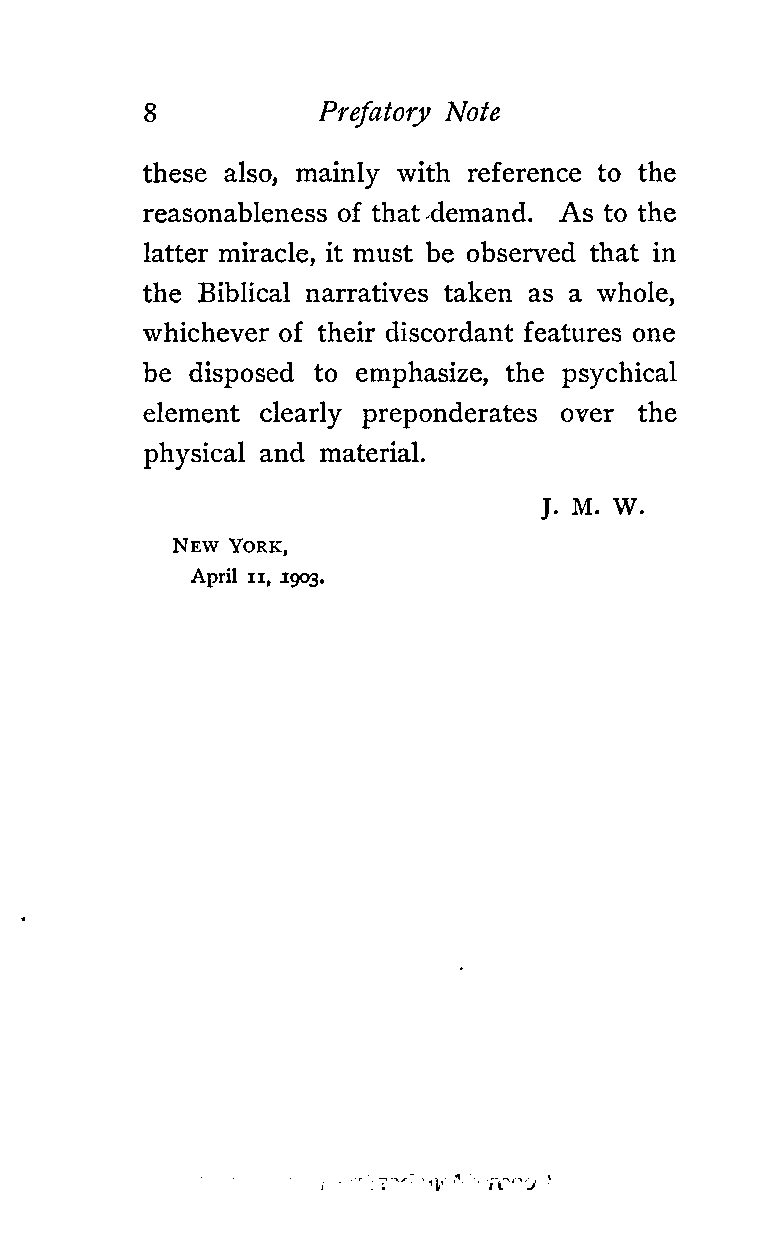 8 Prefatory Note
these also, mainly with reference to the
reasonableness of that demand. As to the
latter miracle, it must be observed that in
the Biblical narratives taken as a whole,
whichever of their discordant features one
be disposed to emphasize, the psychical
element clearly preponderates over the
physical and material.
J. M. W.
NEW YORK,
April 11, 1903.